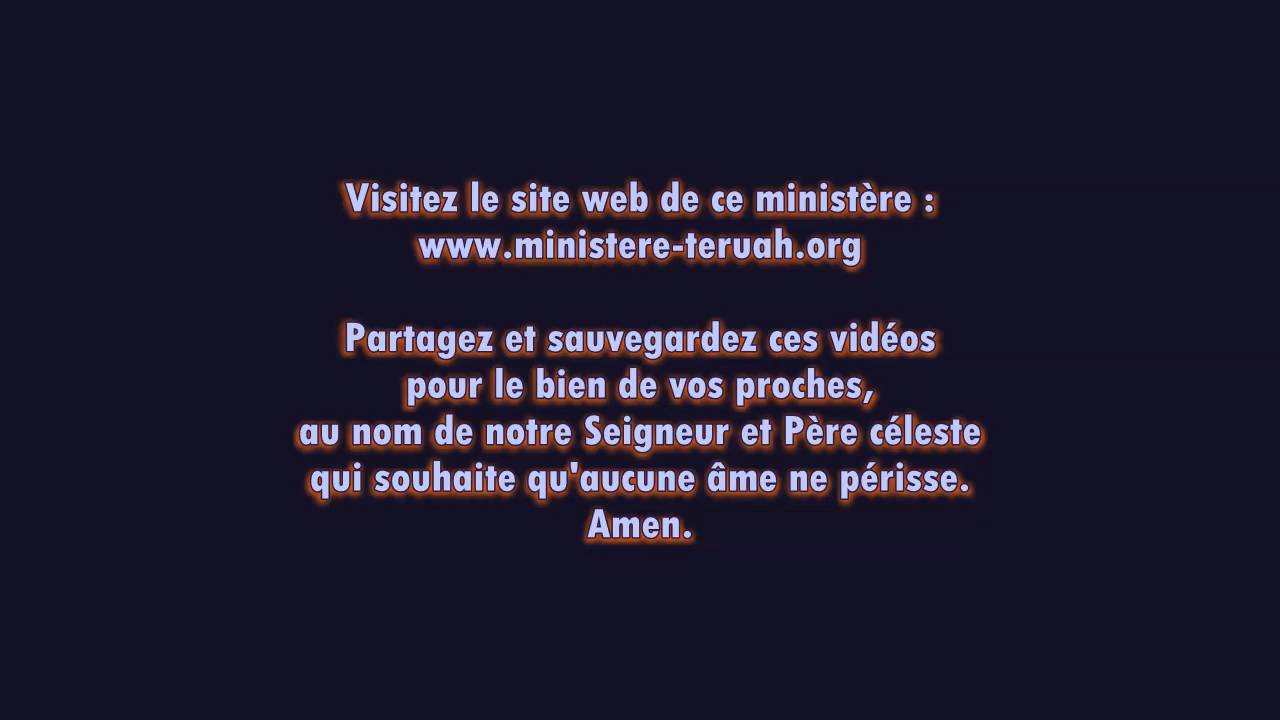 Visitez le site web de ce ministère :
www.ministere-teruah.org
Partagez et sauvegardez ces vidéos
pour le bien de vos proches,
au nom de notre Seigneur et Père céleste
qui souhaite qu'aucune âme ne périsse.
Amen.